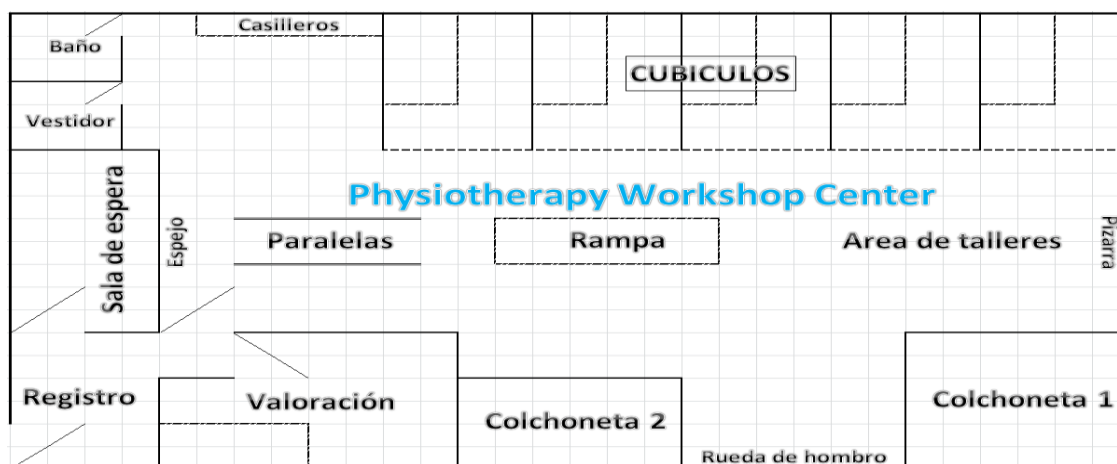 Casilleros
Baño
CUBICULOS
Vestidor
Sala de espera
Physiotherapy Workshop Center
Espejo
Paralelas
Rampa
Area de talleres
Pizarra
Registro
Valoración
Colchoneta 2
Colchoneta 1
Rueda de hombro